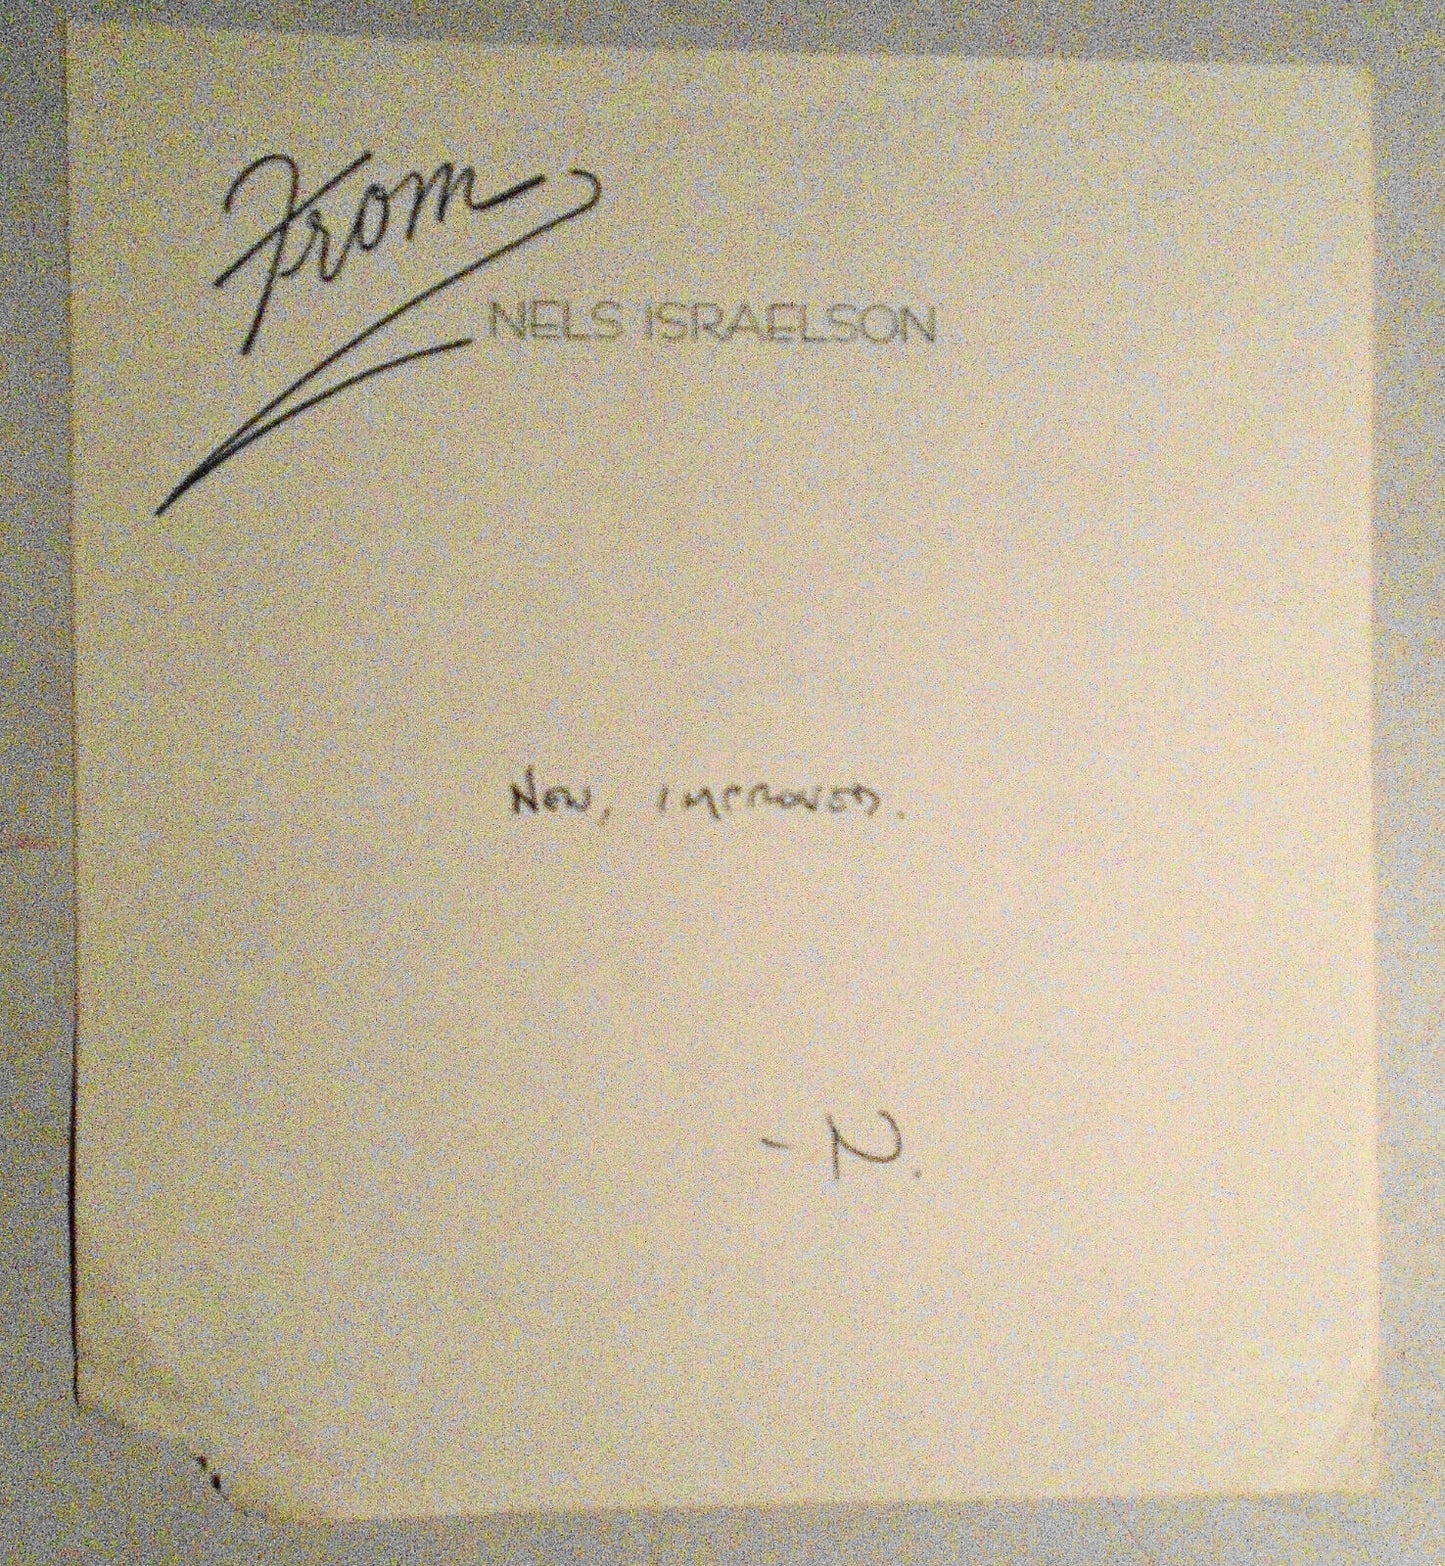 From
NELS ISRAELSON
New, improved.
- N.